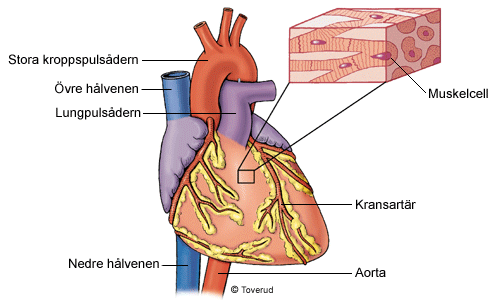 Stora kroppspulsådern
Övre hålvenen
Lungpulsådern
Muskelcell
Kransartär
Nedre hålvenen
Aorta
© Toverud